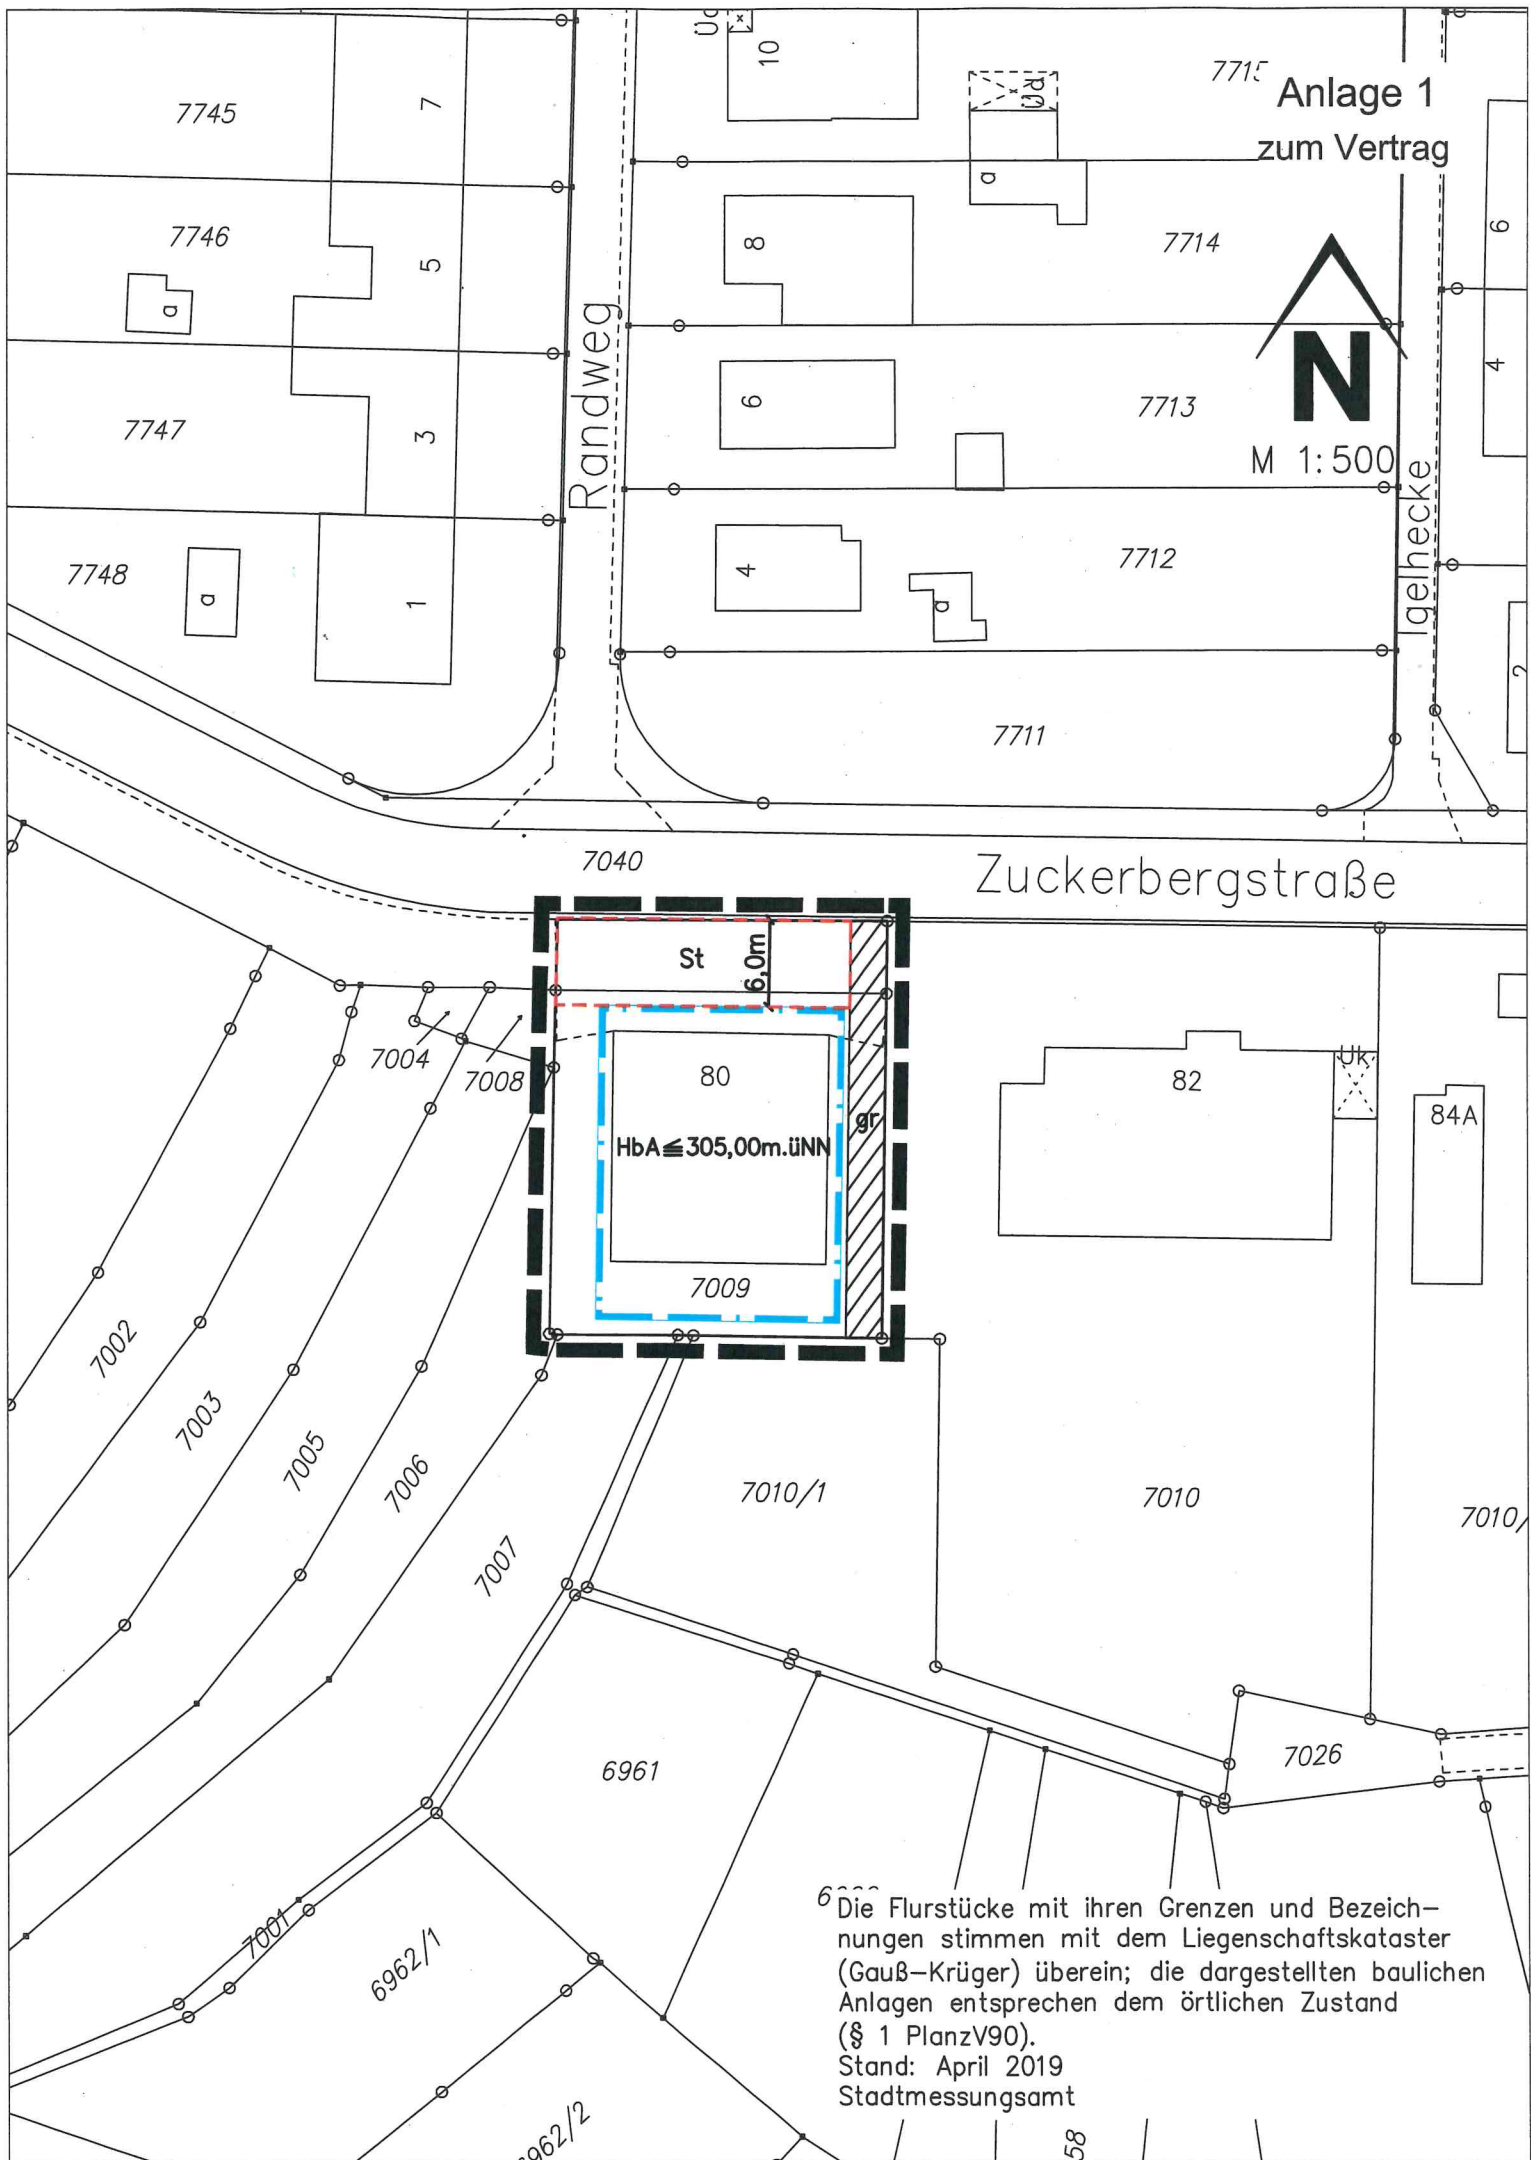 Anlage 1
zum Vertrag
N
M 1:500
10
7745
7
7746
5
a
8
7714
a
6
4
Randweg
7747
3
6
7713
7748
a
1
4
7712
a
Igelhecke
2
7711
7040
Zuckerbergstraße
St
6,0m
7004
7008
80
82
Uk
84A
gr
HbA≦305,00m.üNN
7009
7002
7003
7005
7006
7007
7010/1
7010
7010/
6961
7026
7001
6962/1
Die Flurstücke mit ihren Grenzen und Bezeich–
nungen stimmen mit dem Liegenschaftskataster
(Gauß–Krüger) überein; die dargestellten baulichen
Anlagen entsprechen dem örtlichen Zustand
(§ 1 PlanzV90).
Stand: April 2019
Stadtmessungsamt
58